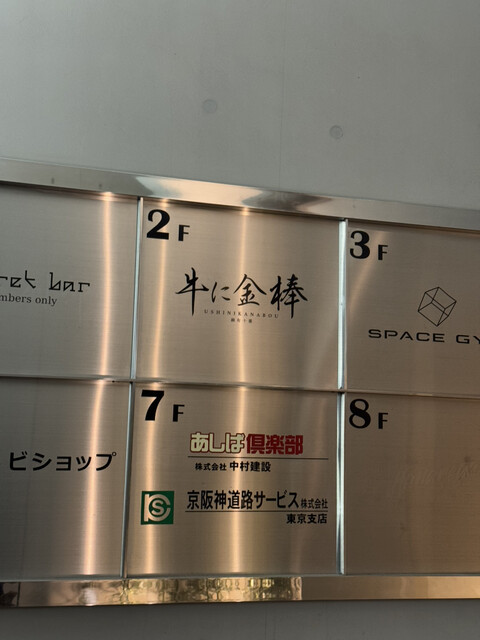 ret bar
mbers only
2F
牛に金棒
USHINIKANABOU
3F
SPACE GY
ビショップ
7F
あしば倶楽部
株式会社 中村建設
京阪神道路サービス株式会社
東京支店
8F